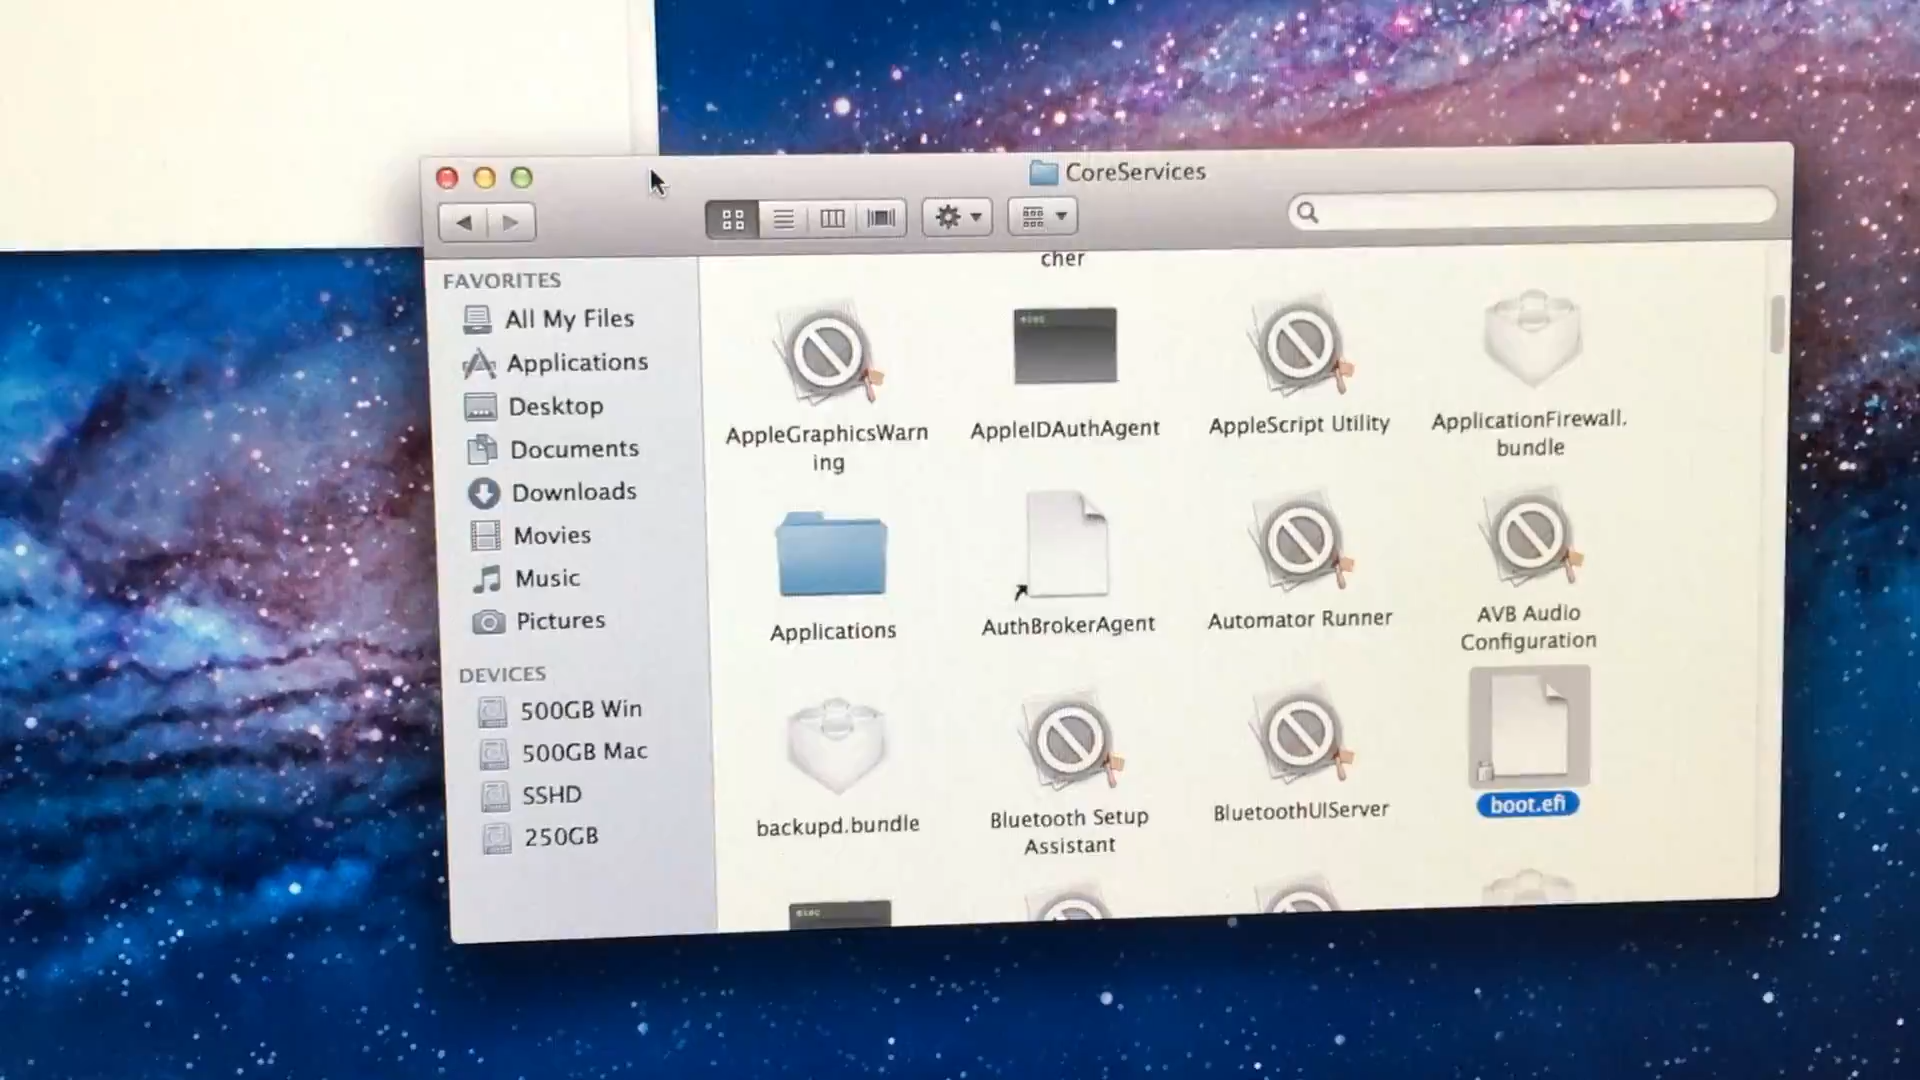 CoreServices
cher
FAVORITES
All My Files
Applications
Desktop
Documents
Downloads
Movies
Music
Pictures
DEVICES
500GB Win
500GB Mac
SSHD
250GB
AppleGraphicsWarn
ing
AppleIDAuthAgent
AppleScript Utility
ApplicationFirewall.
bundle
Applications
AuthBrokerAgent
Automator Runner
AVB Audio
Configuration
backupd.bundle
Bluetooth Setup
Assistant
BluetoothUIServer
boot.efi
exec
exec